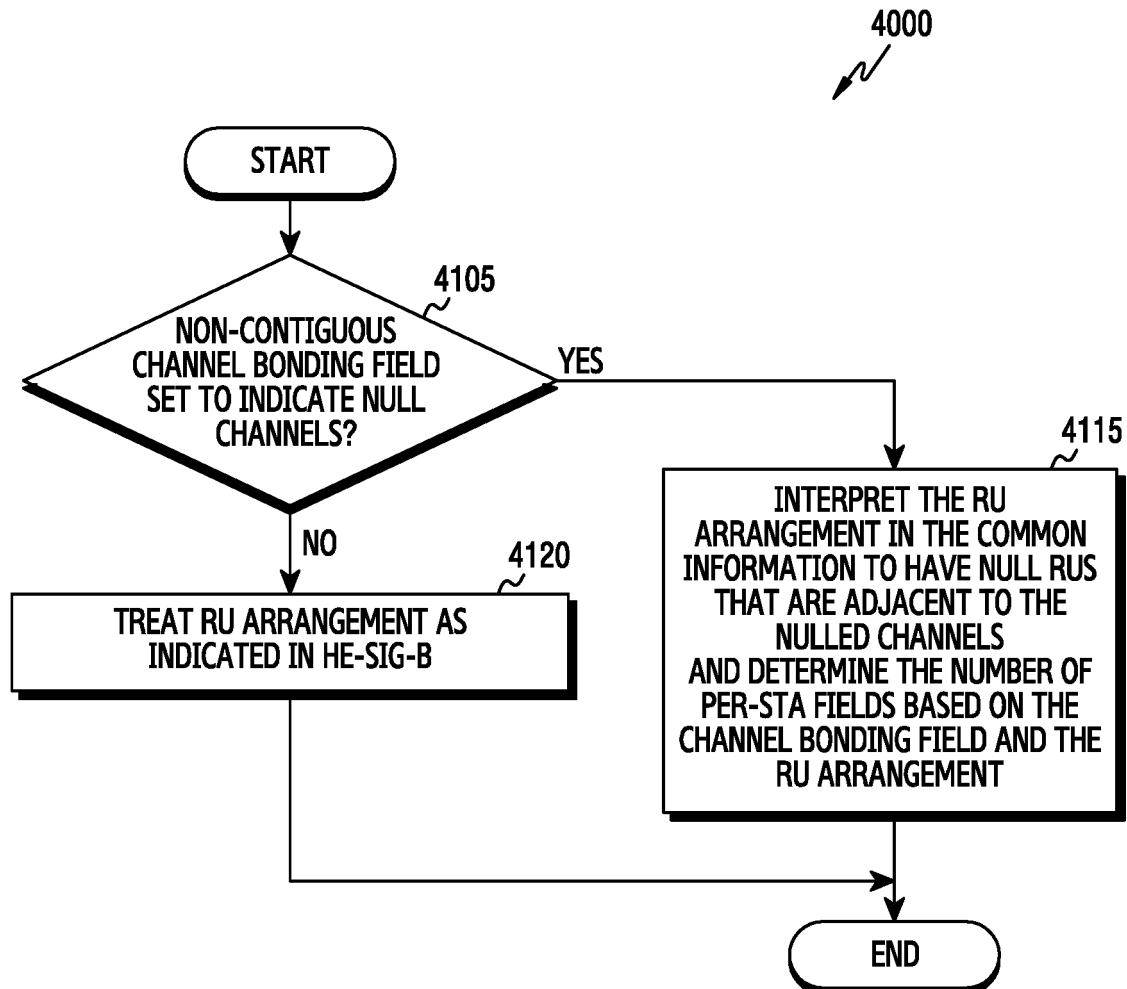 4000
START
4105
NON-CONTIGUOUS
CHANNEL BONDING FIELD
SET TO INDICATE NULL
CHANNELS?
YES
NO
4115
INTERPRET THE RU
ARRANGEMENT IN THE COMMON
INFORMATION TO HAVE NULL RUS
THAT ARE ADJACENT TO THE
NULLED CHANNELS
AND DETERMINE THE NUMBER OF
PER-STA FIELDS BASED ON THE
CHANNEL BONDING FIELD AND THE
RU ARRANGEMENT
4120
TREAT RU ARRANGEMENT AS
INDICATED IN HE-SIG-B
END